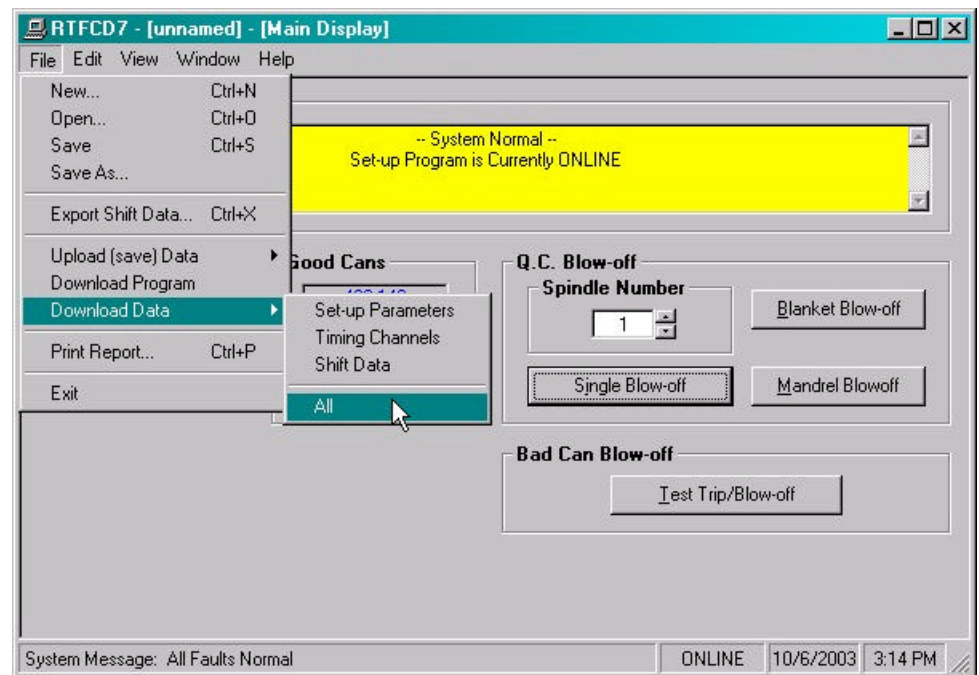 RTFCD7 - [unnamed] - [Main Display]
File Edit View Window Help
New... Ctrl+N
Open... Ctrl+O
Save Ctrl+S
Save As...
Export Shift Data... Ctrl+X
Upload (save) Data
Download Program
Download Data
Print Report... Ctrl+P
Exit
Set-up Parameters
Timing Channels
Shift Data
All
-- System Normal --
Set-up Program is Currently ONLINE
Good Cans
Q.C. Blow-off
Spindle Number
1
Blanket Blow-off
Single Blow-off
Mandrel Blowoff
Bad Can Blow-off
Test Trip/Blow-off
System Message: All Faults Normal
ONLINE
10/6/2003
3:14 PM